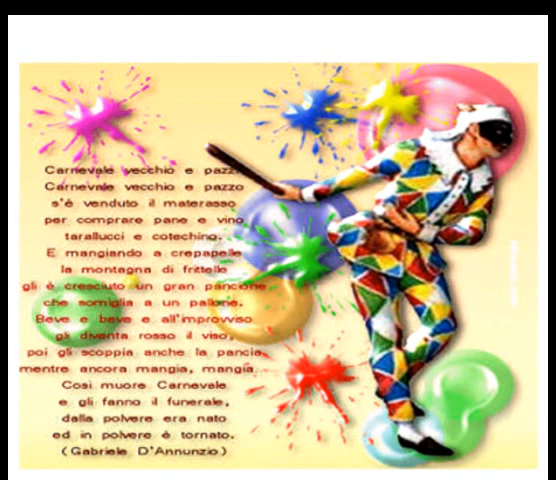 Carnevale vecchio e pazzo
Carnevale vecchio e pazzo
s'è venduto il materasso
per comprare pane e vino
tarallucci e cotechino.
E mangiando a crepapelle
la montagna di frittelle
gli è cresciuto un gran pancione
che somiglia a un pallone.
Beve e beve e all'improvviso
gli diventa rosso il viso,
poi gli scoppia anche la pancia,
mentre ancora mangia, mangia.
Così muore Carnevale
e gli fanno il funerale,
dalla polvere era nato
ed in polvere è tornato.
(Gabriele D'Annunzio)